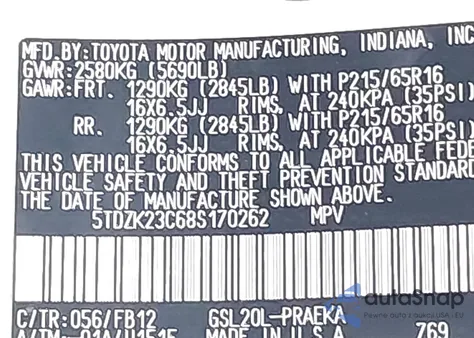 MFD.BY:TOYOTA MOTOR MANUFACTURING, INDIANA, INC
GVWR:2580KG (5690LB)
GAWR:FRT. 1290KG (2845LB) WITH P215/65R16
16X6.5JJ RIMS, AT 240KPA (35PSI)
RR. 1290KG (2845LB) WITH P215/65R16
16X6.5JJ RIMS, AT 240KPA (35PSI)
THIS VEHICLE CONFORMS TO ALL APPLICABLE FEDE
VEHICLE SAFETY AND THEFT PREVENTION STANDARD
THE DATE OF MANUFACTURE SHOWN ABOVE.
5TDZK23C68S170262 MPV
autoSnap
C/TR:056/FB12 GSL20L-PRAEKA
MADE IN U.S.A. 769